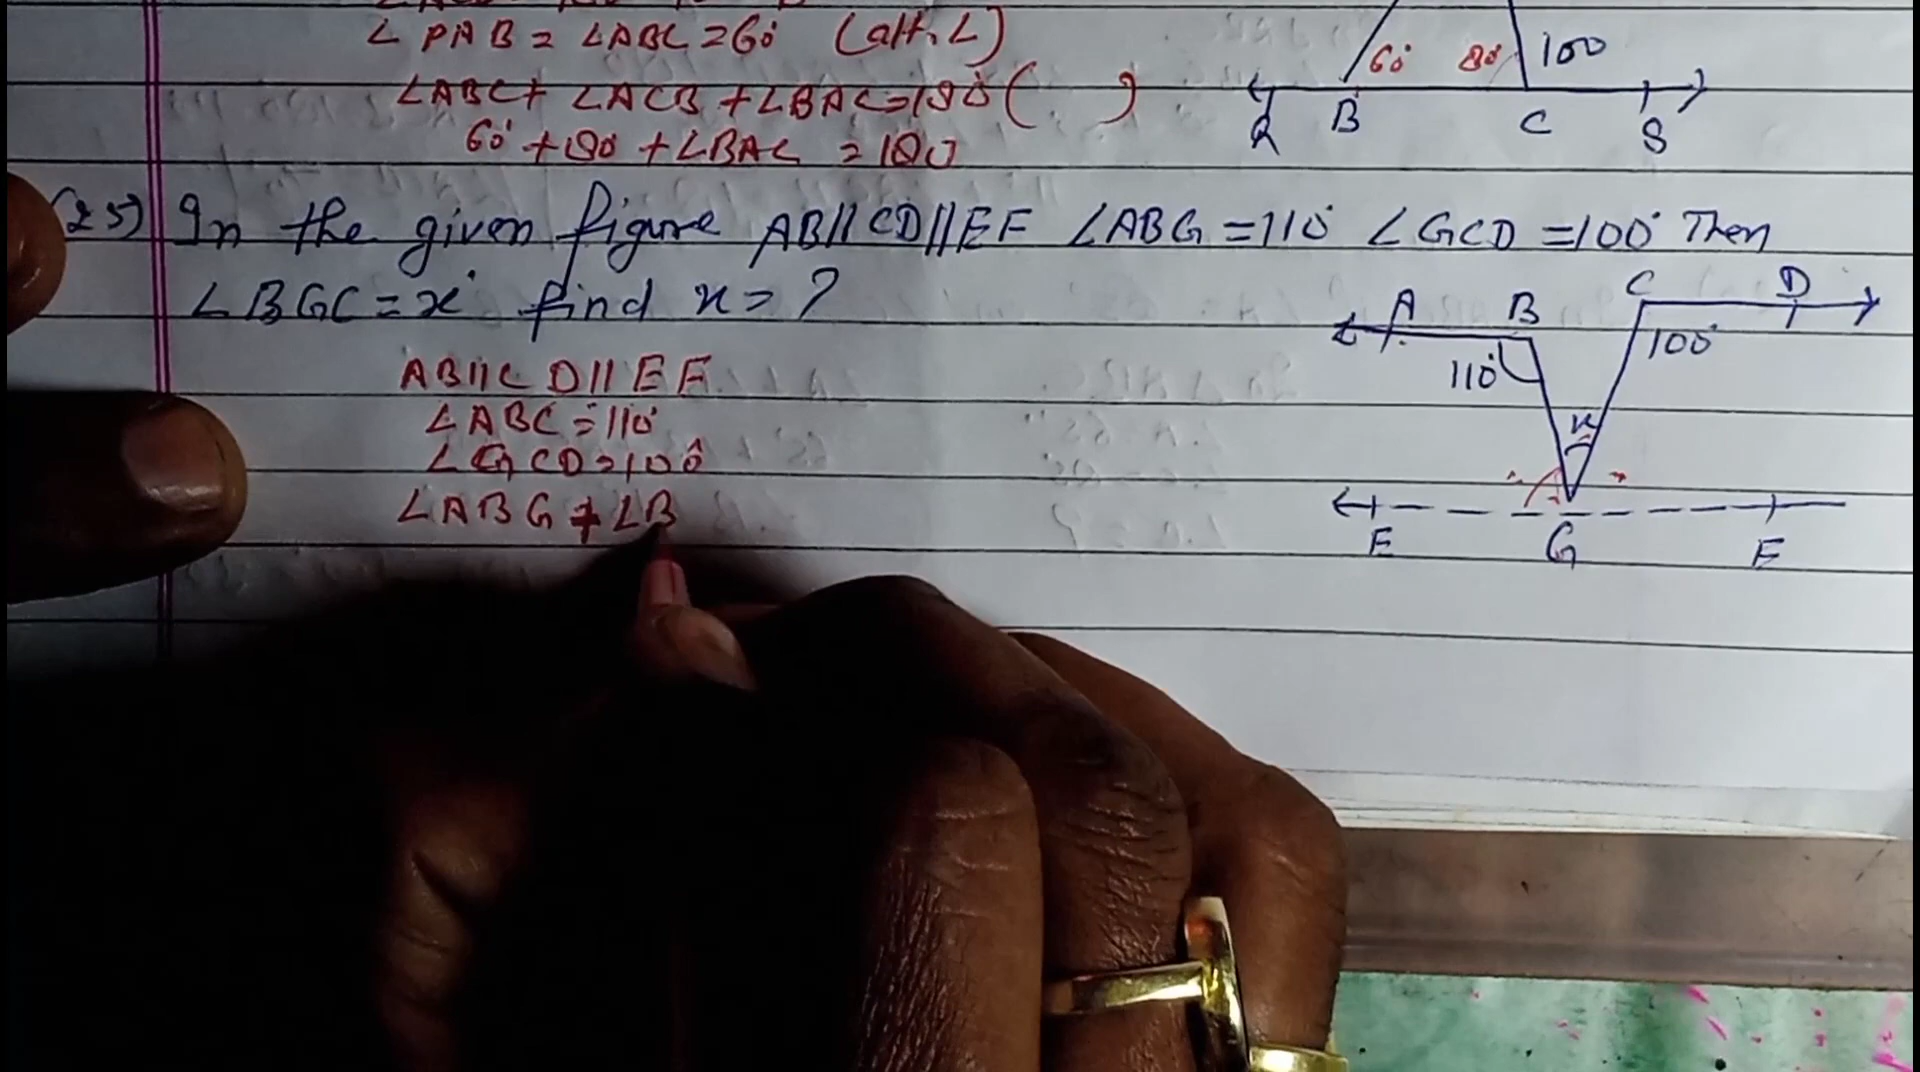 ∠PAB = ∠ABC = 60° (alt. ∠)
∠ABC + ∠ACB + ∠BAC = 180° ( )
60° + 80° + ∠BAC = 180
60° 80° 100
Q B C S
(25) In the given figure AB||CD||EF ∠ABG = 110° ∠GCD = 100° Then
∠BGC = x° find x = ?
A B C D
110° 100°
x
E G F
AB||CD||EF
∠ABC = 110°
∠GCD = 100°
∠ABG + ∠B